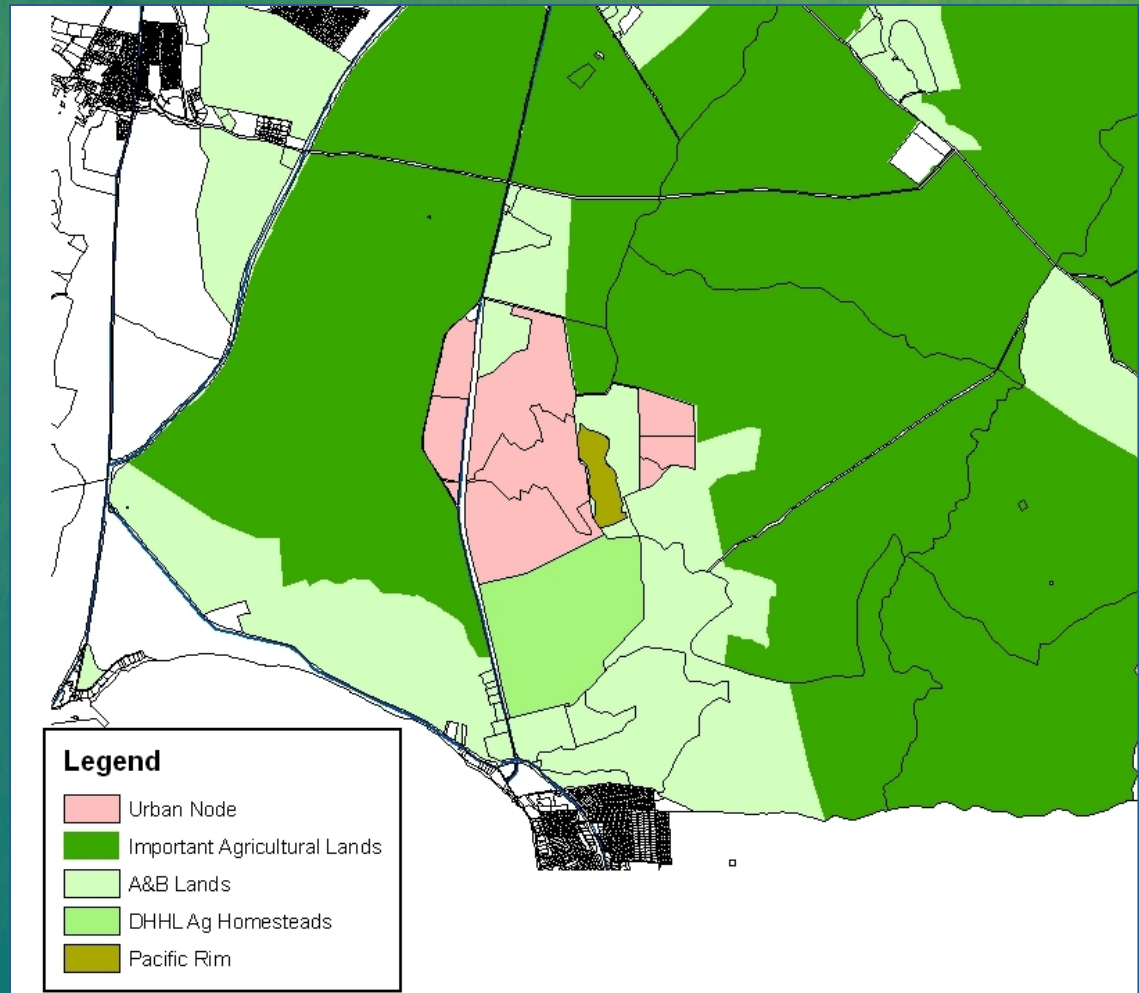 Legend
Urban Node
Important Agricultural Lands
A&B Lands
DHHL Ag Homesteads
Pacific Rim